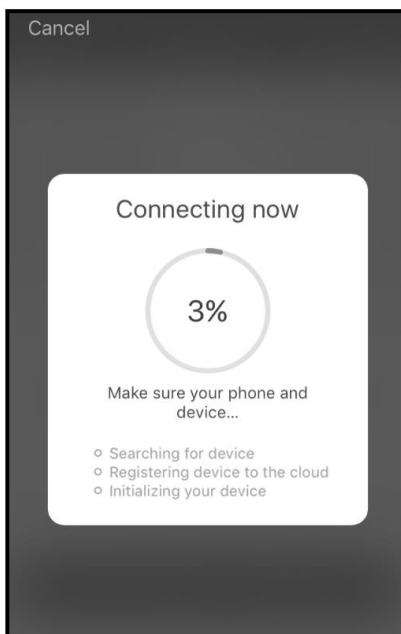 Cancel
Connecting now
3%
Make sure your phone and
device...
Searching for device
Registering device to the cloud
Initializing your device